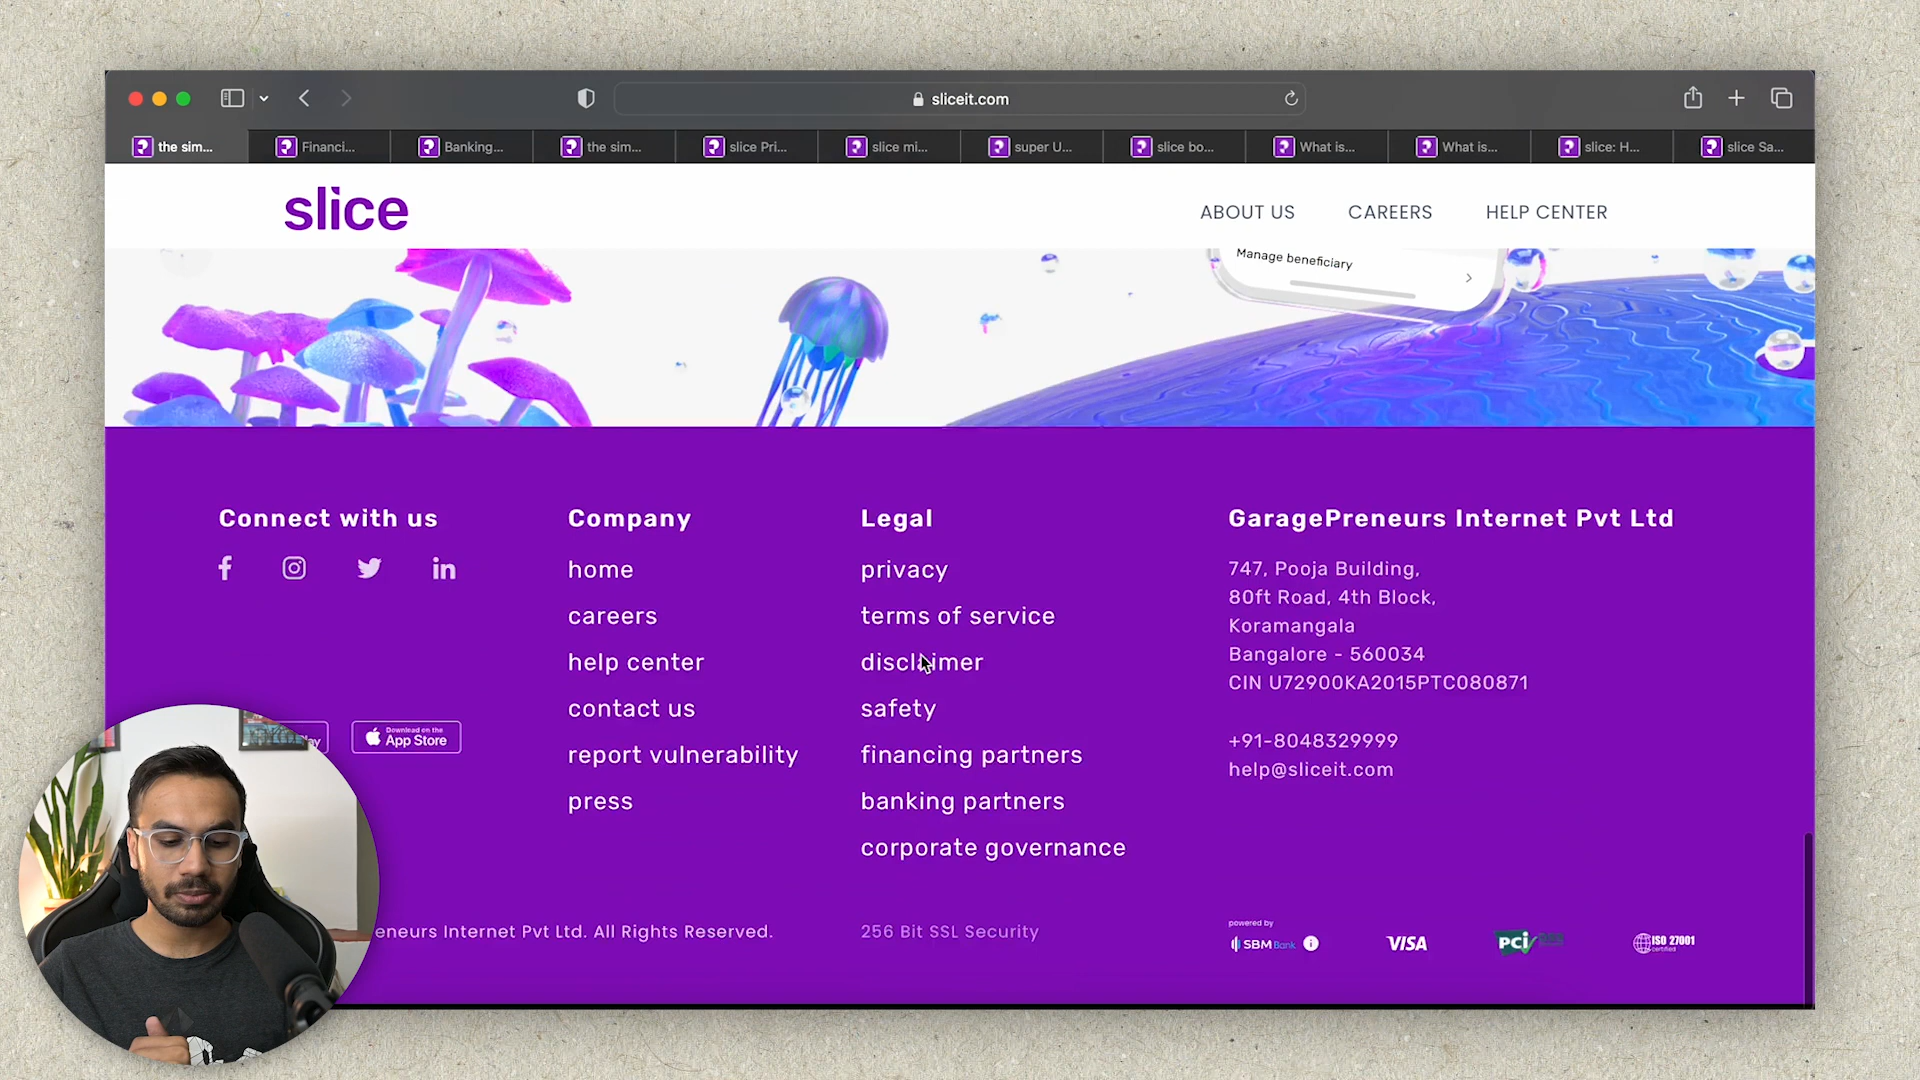 sliceit.com
the sim...
Financi...
Banking...
the sim...
slice Pri...
slice mi...
super U...
slice bo...
What is...
What is...
slice: H...
slice Sa...
slice
ABOUT US
CAREERS
HELP CENTER
Manage beneficiary
Connect with us
Download on the
App Store
Company
home
careers
help center
contact us
report vulnerability
press
Legal
privacy
terms of service
disclaimer
safety
financing partners
banking partners
corporate governance
GaragePreneurs Internet Pvt Ltd
747, Pooja Building,
80ft Road, 4th Block,
Koramangala
Bangalore - 560034
CIN U72900KA2015PTC080871
+91-8048329999
help@sliceit.com
eneurs Internet Pvt Ltd. All Rights Reserved.
256 Bit SSL Security
powered by
SBM Bank
VISA
PCI
ISO 27001
certified